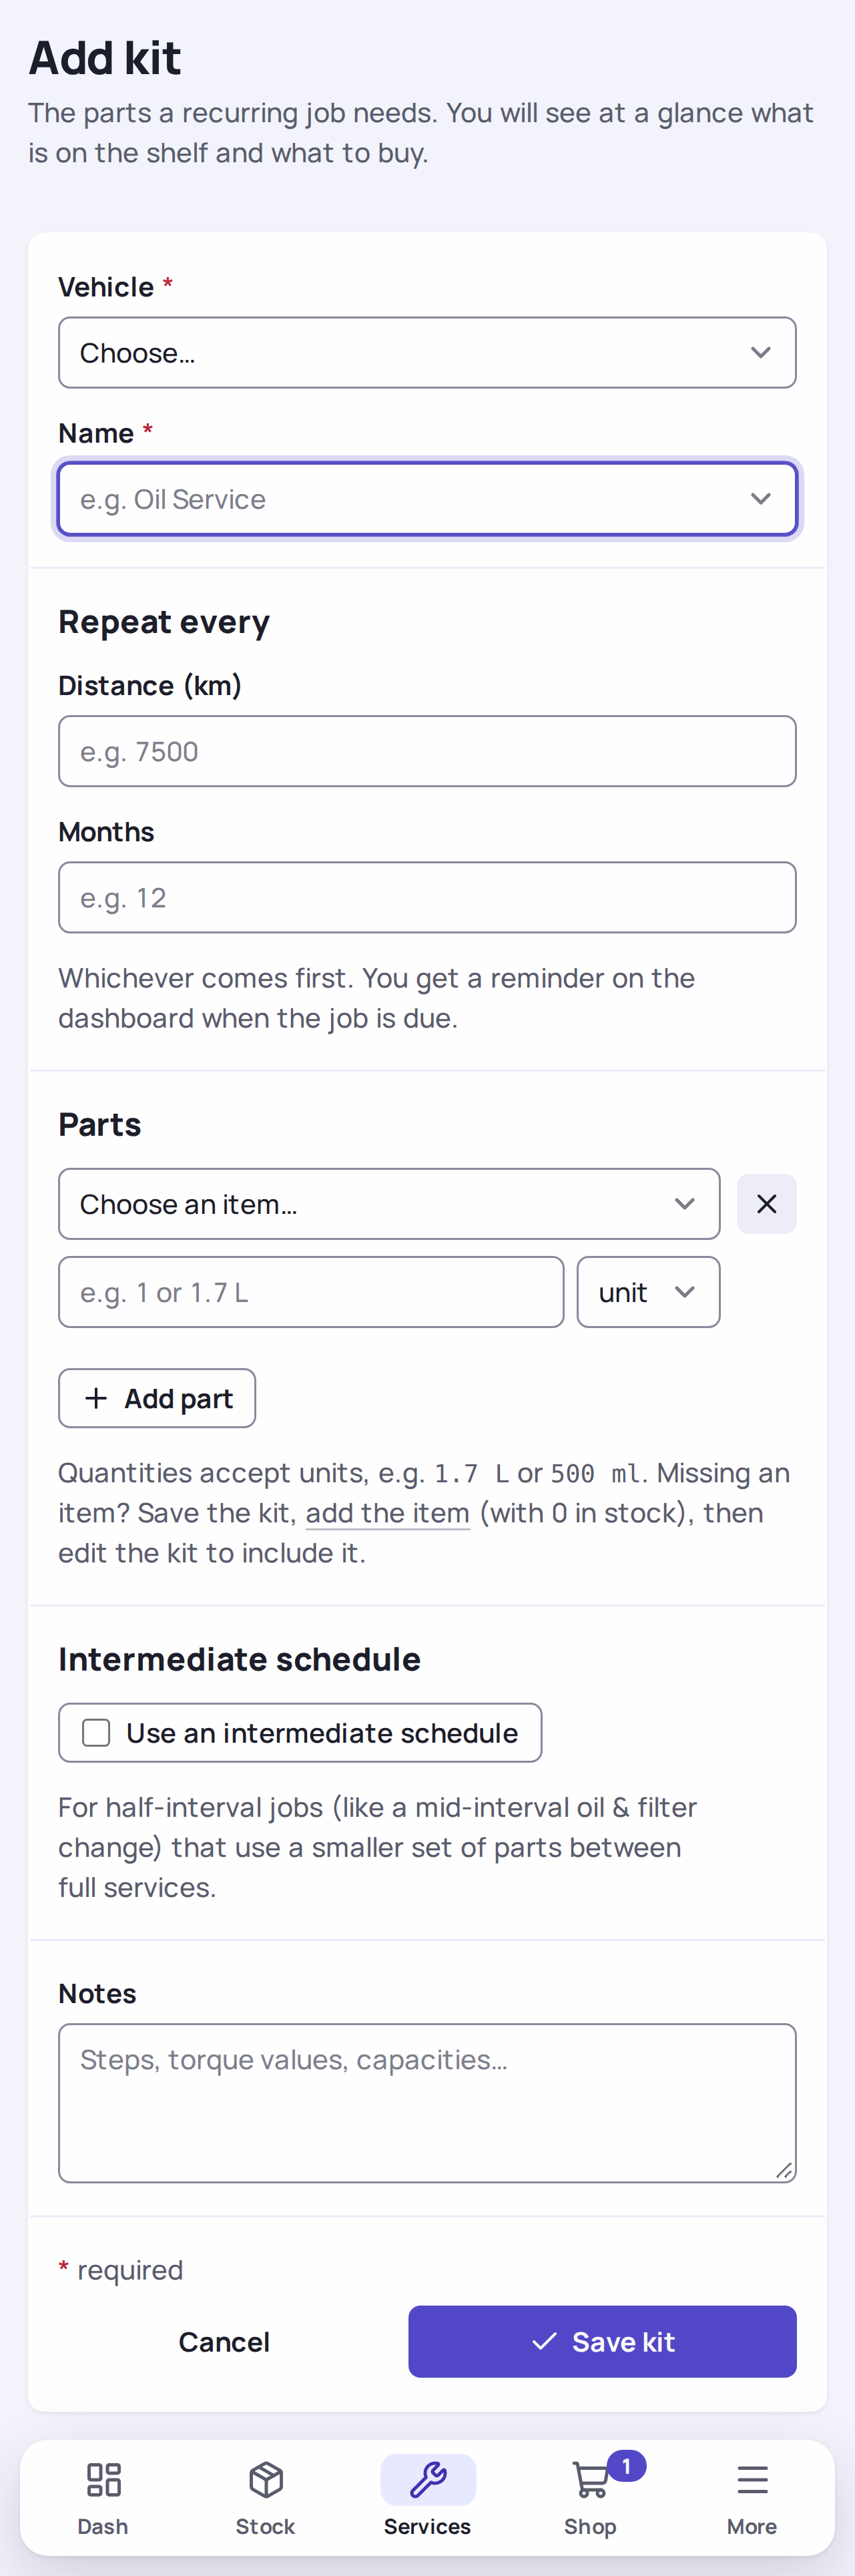 Add kit
The parts a recurring job needs. You will see at a glance what
is on the shelf and what to buy.
Vehicle *
Choose...
Name *
e.g. Oil Service
Repeat every
Distance (km)
e.g. 7500
Months
e.g. 12
Whichever comes first. You get a reminder on the
dashboard when the job is due.
Parts
Choose an item...
e.g. 1 or 1.7 L
unit
Add part
Quantities accept units, e.g. 1.7 L or 500 ml. Missing an
item? Save the kit, add the item (with 0 in stock), then
edit the kit to include it.
Intermediate schedule
Use an intermediate schedule
For half-interval jobs (like a mid-interval oil & filter
change) that use a smaller set of parts between
full services.
Notes
Steps, torque values, capacities...
* required
Cancel
Save kit
1
Dash
Stock
Services
Shop
More